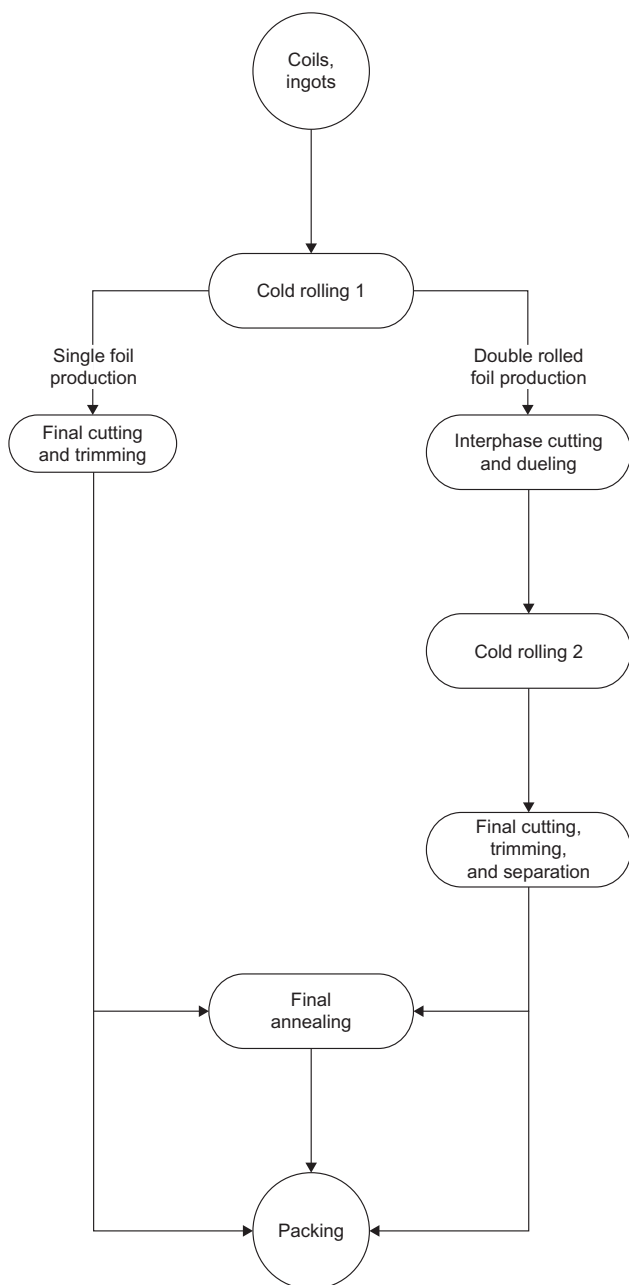 Coils,
ingots
Cold rolling 1
Single foil
production
Double rolled
foil production
Final cutting
and trimming
Interphase cutting
and dueling
Cold rolling 2
Final cutting,
trimming,
and separation
Final
annealing
Packing